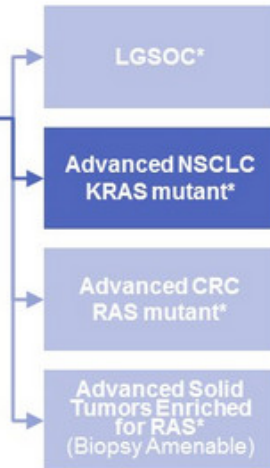 LGSOC*
Advanced NSCLC
KRAS mutant*
Advanced CRC
RAS mutant*
Advanced Solid
Tumors Enriched
for RAS*
(Biopsy Amenable)